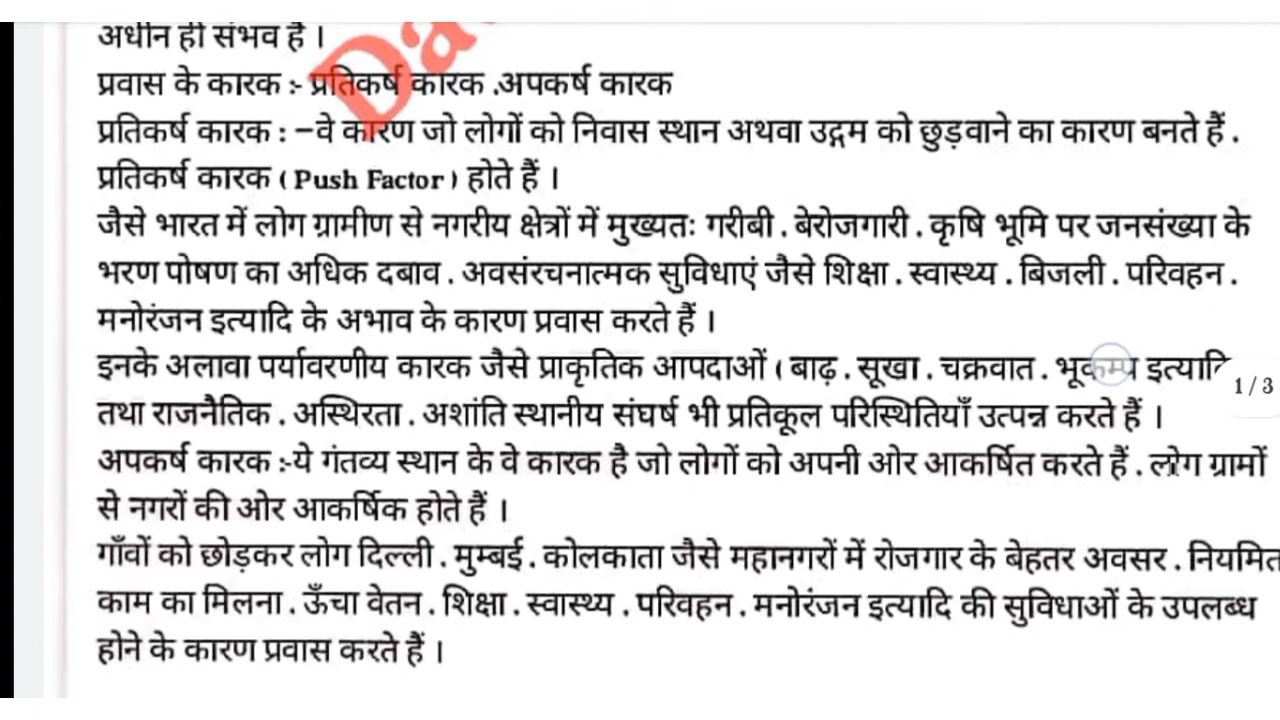 अधीन ही संभव है ।
Da
प्रवास के कारक :- प्रतिकर्ष कारक .अपकर्ष कारक
प्रतिकर्ष कारक : –वे कारण जो लोगों को निवास स्थान अथवा उद्गम को छुड़वाने का कारण बनते हैं .
प्रतिकर्ष कारक ( Push Factor ) होते हैं ।
जैसे भारत में लोग ग्रामीण से नगरीय क्षेत्रों में मुख्यतः गरीबी . बेरोजगारी . कृषि भूमि पर जनसंख्या के
भरण पोषण का अधिक दबाव . अवसंरचनात्मक सुविधाएं जैसे शिक्षा . स्वास्थ्य . बिजली . परिवहन .
मनोरंजन इत्यादि के अभाव के कारण प्रवास करते हैं ।
इनके अलावा पर्यावरणीय कारक जैसे प्राकृतिक आपदाओं ( बाढ़ . सूखा . चक्रवात . भूकम्प इत्यादि
1 / 3
तथा राजनैतिक . अस्थिरता . अशांति स्थानीय संघर्ष भी प्रतिकूल परिस्थितियाँ उत्पन्न करते हैं ।
अपकर्ष कारक :-ये गंतव्य स्थान के वे कारक है जो लोगों को अपनी ओर आकर्षित करते हैं . लोग ग्रामों
से नगरों की ओर आकर्षिक होते हैं ।
गाँवों को छोड़कर लोग दिल्ली . मुम्बई . कोलकाता जैसे महानगरों में रोजगार के बेहतर अवसर . नियमित
काम का मिलना . ऊँचा वेतन . शिक्षा . स्वास्थ्य . परिवहन . मनोरंजन इत्यादि की सुविधाओं के उपलब्ध
होने के कारण प्रवास करते हैं ।